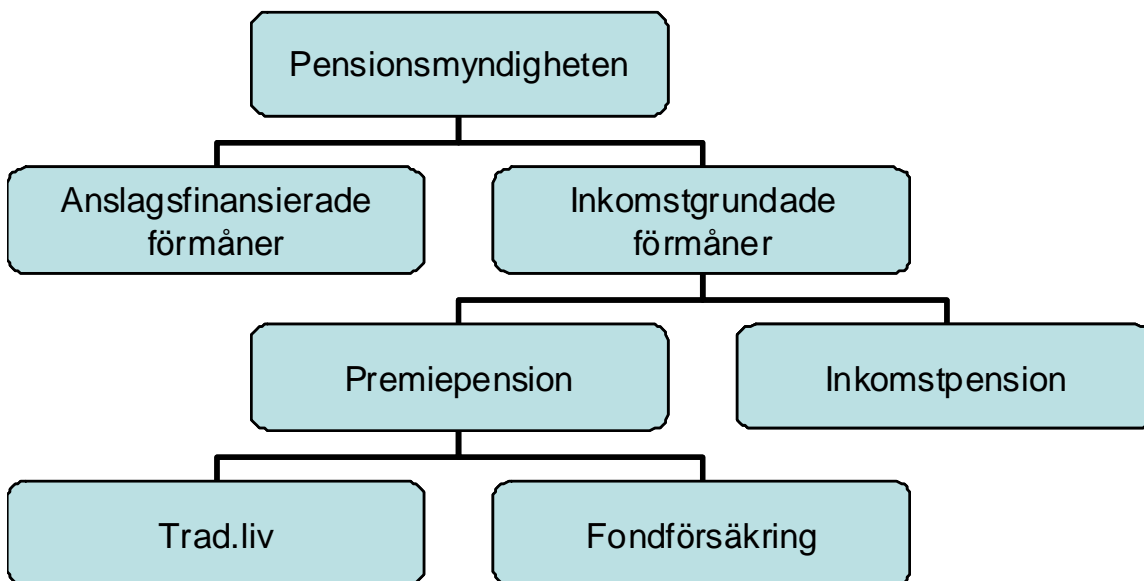 Pensionsmyndigheten
Anslagsfinansierade
förmåner
Inkomstgrundade
förmåner
Premiepension
Inkomstpension
Trad.liv
Fondförsäkring